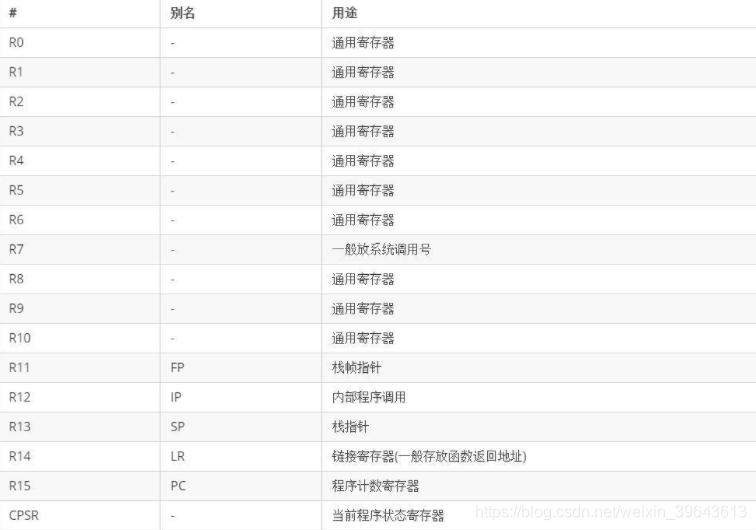 # 别名 用途
R0 - 通用寄存器
R1 - 通用寄存器
R2 - 通用寄存器
R3 - 通用寄存器
R4 - 通用寄存器
R5 - 通用寄存器
R6 - 通用寄存器
R7 - 一般放系统调用号
R8 - 通用寄存器
R9 - 通用寄存器
R10 - 通用寄存器
R11 FP 栈帧指针
R12 IP 内部程序调用
R13 SP 栈指针
R14 LR 链接寄存器(一般存放函数返回地址)
R15 PC 程序计数寄存器
CPSR - 当前程序状态寄存器
https://blog.csdn.net/weixin_39643613